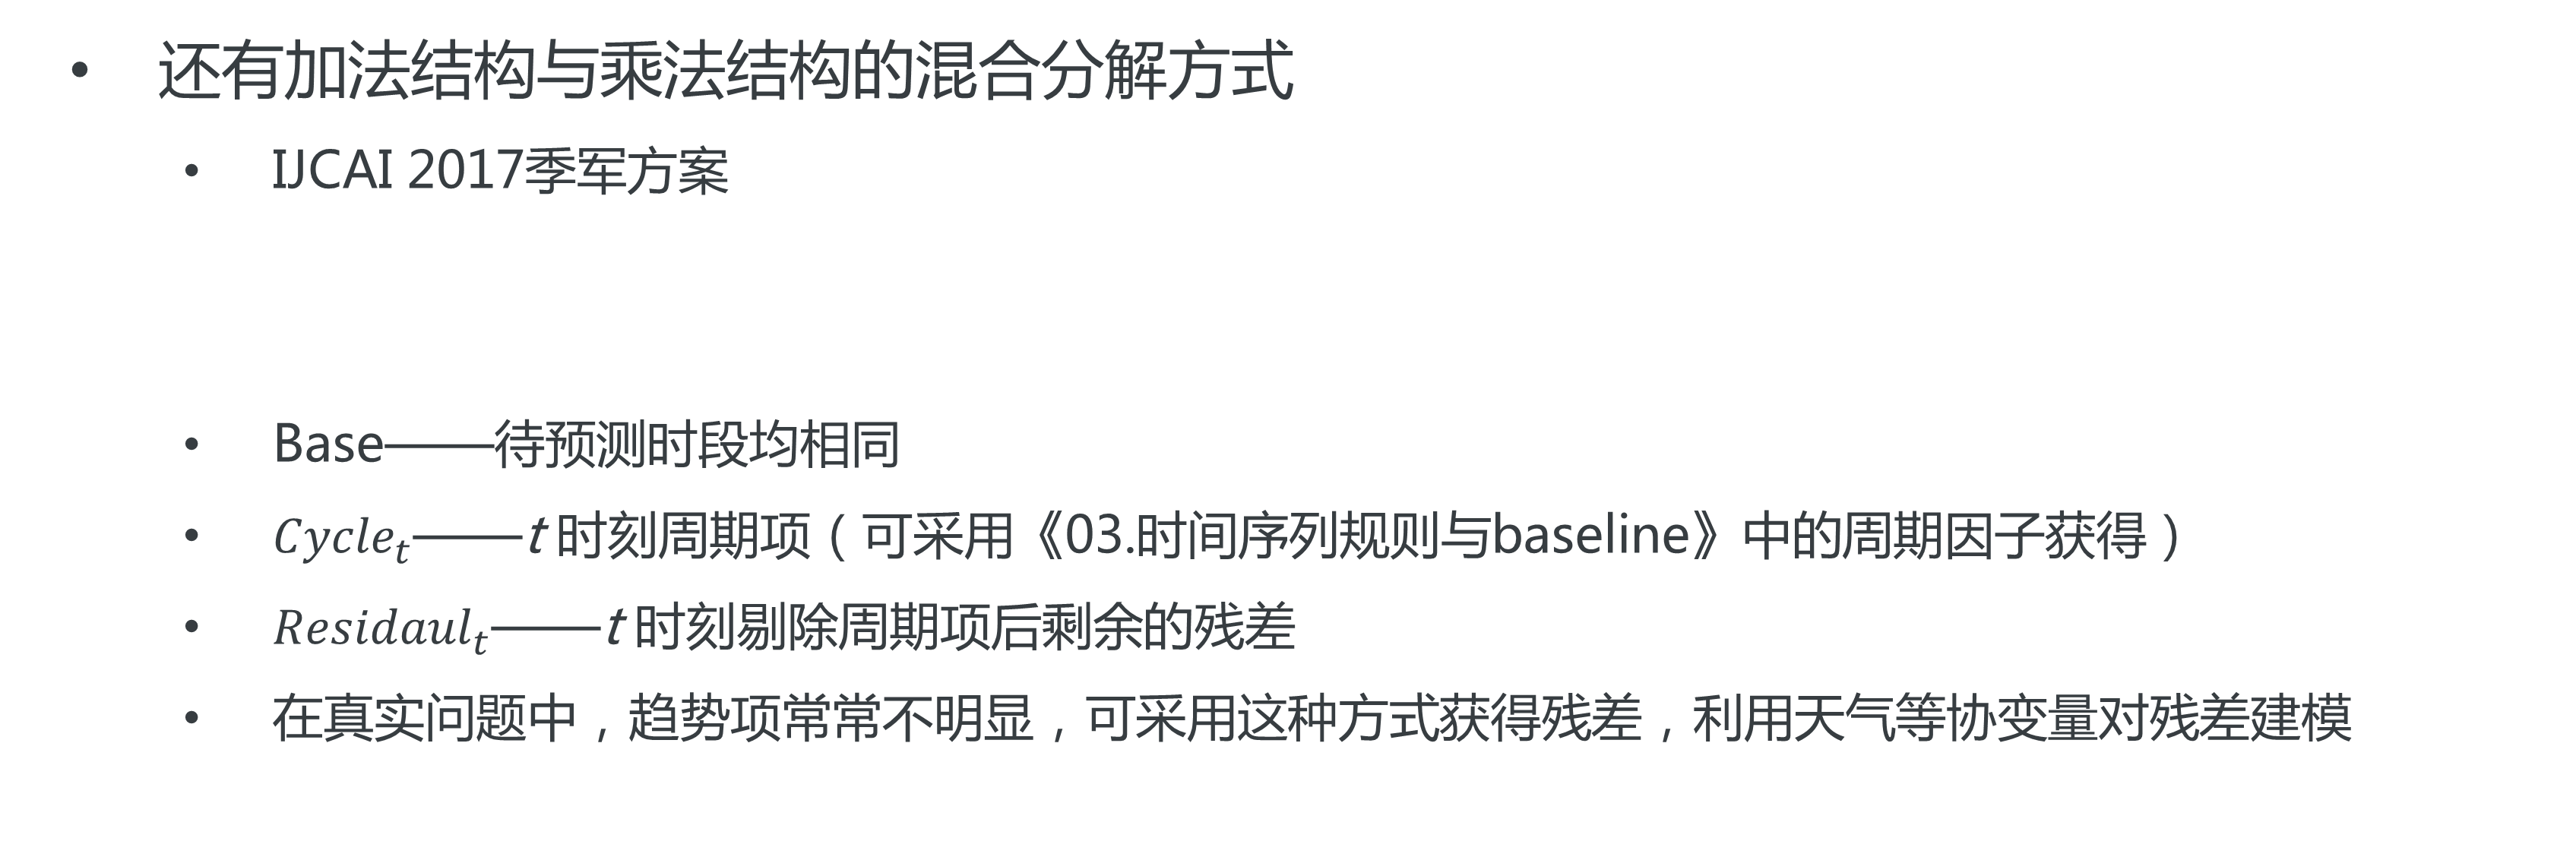 • 还有加法结构与乘法结构的混合分解方式
• IJCAI 2017季军方案
• Base——待预测时段均相同
• Cycle_t——t 时刻周期项（可采用《03.时间序列规则与baseline》中的周期因子获得）
• Residaul_t——t 时刻剔除周期项后剩余的残差
• 在真实问题中，趋势项常常不明显，可采用这种方式获得残差，利用天气等协变量对残差建模